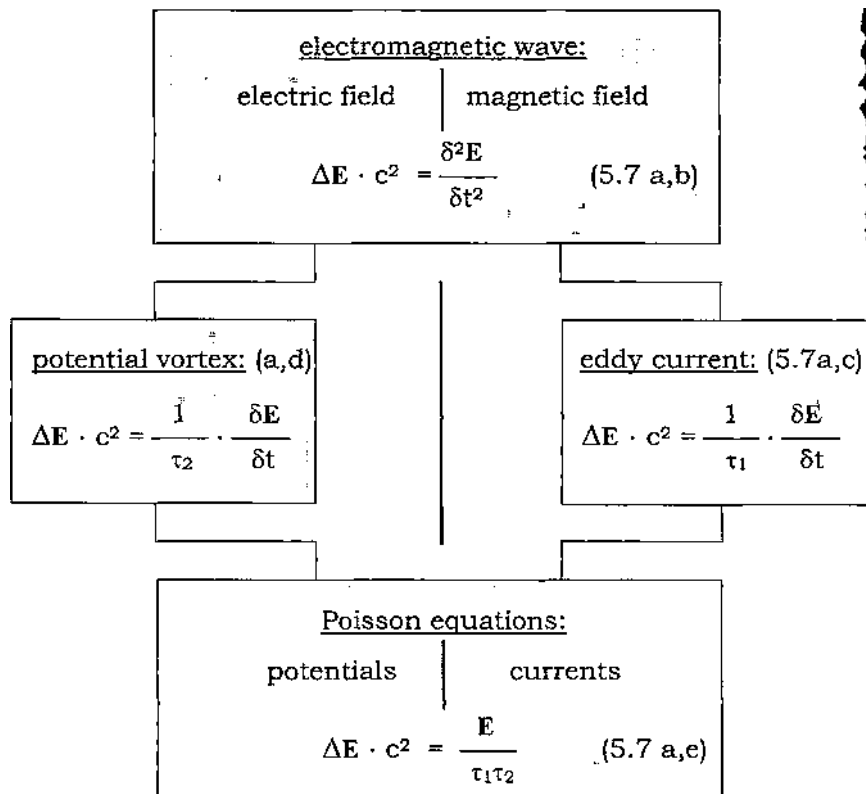 electromagnetic wave:
electric field | magnetic field
ΔE · c² = δ²E/δt² (5.7 a,b)
potential vortex: (a,d)
ΔE · c² = 1/τ₂ · δE/δt
eddy current: (5.7a,c)
ΔE · c² = 1/τ₁ · δE/δt
Poisson equations:
potentials | currents
ΔE · c² = E/τ₁τ₂ (5.7 a,e)